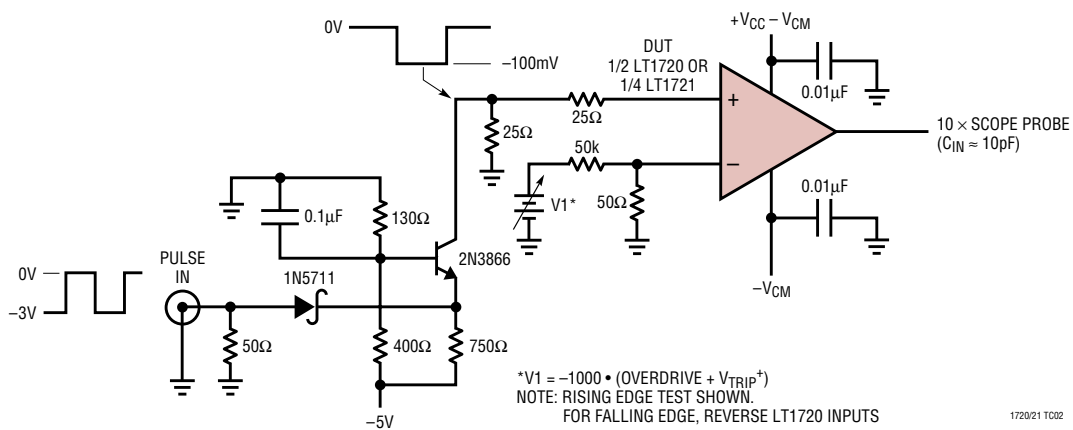 0V
–100mV
DUT
1/2 LT1720 OR
1/4 LT1721
+VCC – VCM
0.01µF
25Ω
25Ω
+
–
10 × SCOPE PROBE
(CIN ≈ 10pF)
50k
V1*
50Ω
0.01µF
–VCM
0.1µF
130Ω
2N3866
PULSE
IN
0V
–3V
1N5711
50Ω
400Ω
750Ω
–5V
*V1 = –1000 • (OVERDRIVE + VTRIP+)
NOTE: RISING EDGE TEST SHOWN.
FOR FALLING EDGE, REVERSE LT1720 INPUTS
1720/21 TC02